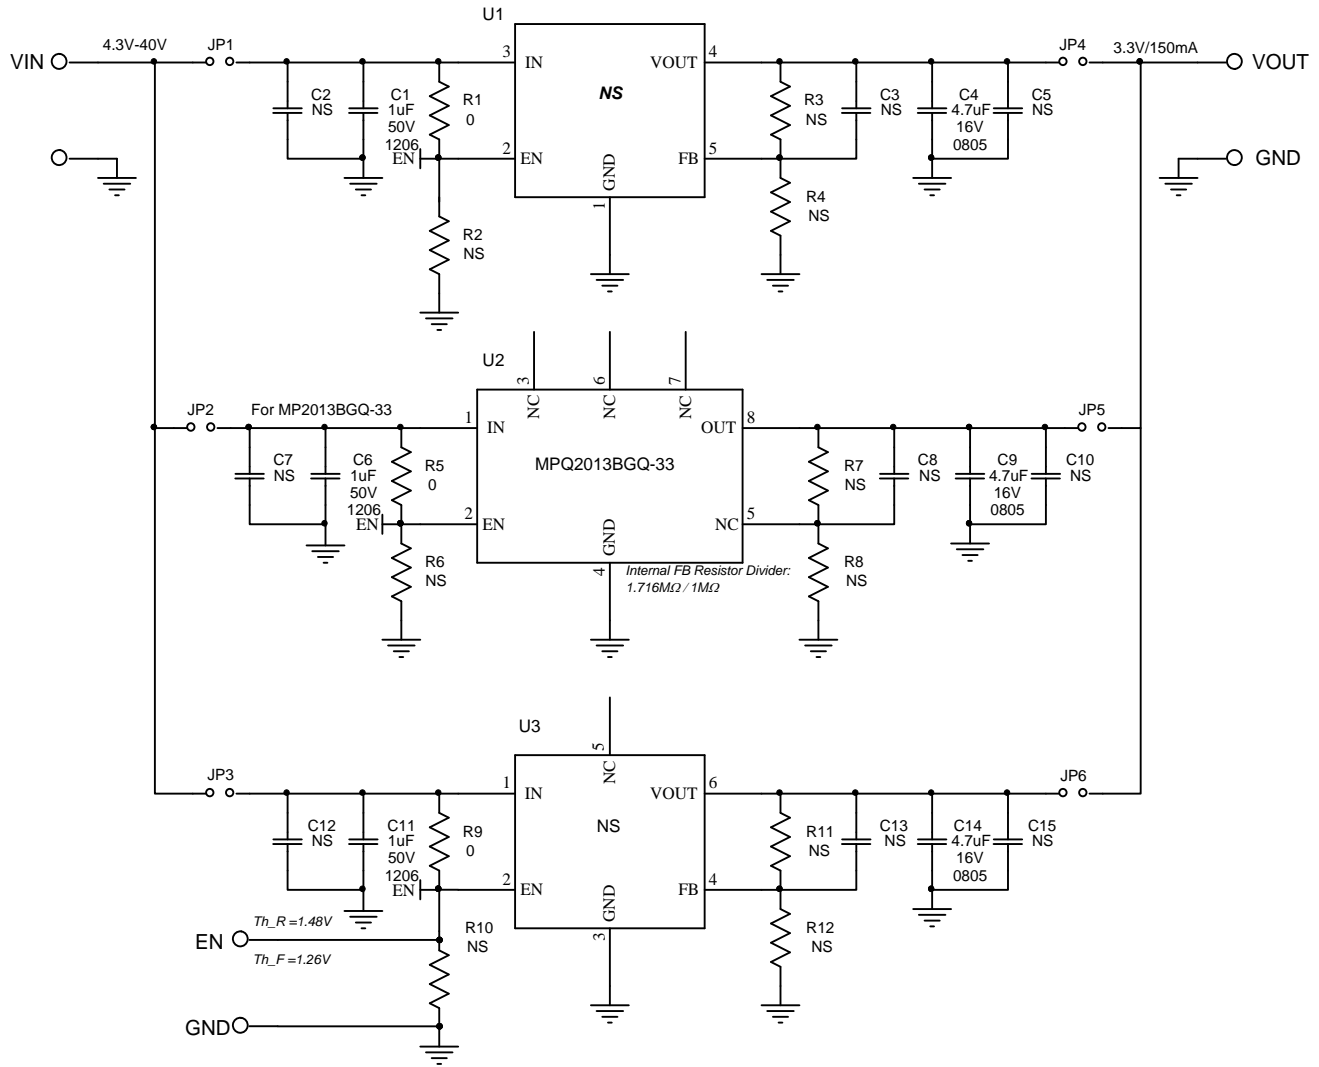 U1
VIN
4.3V-40V
JP1
3
IN
VOUT
4
JP4
3.3V/150mA
VOUT
C2
NS
C1
1uF
50V
1206
R1
0
NS
R3
NS
C3
NS
C4
4.7uF
16V
0805
C5
NS
EN
2
EN
FB
5
GND
GND
1
R2
NS
R4
NS
U2
3
NC
6
NC
7
NC
JP2
For MP2013BGQ-33
1
IN
OUT
8
JP5
C7
NS
C6
1uF
50V
1206
R5
0
MPQ2013BGQ-33
R7
NS
C8
NS
C9
4.7uF
16V
0805
C10
NS
EN
2
EN
NC
5
GND
4
R6
NS
Internal FB Resistor Divider:
1.716MΩ / 1MΩ
R8
NS
U3
5
NC
JP3
1
IN
VOUT
6
JP6
C12
NS
C11
1uF
50V
1206
R9
0
NS
R11
NS
C13
NS
C14
4.7uF
16V
0805
C15
NS
EN
2
EN
FB
4
GND
3
Th_R =1.48V
EN
Th_F =1.26V
R10
NS
R12
NS
GND